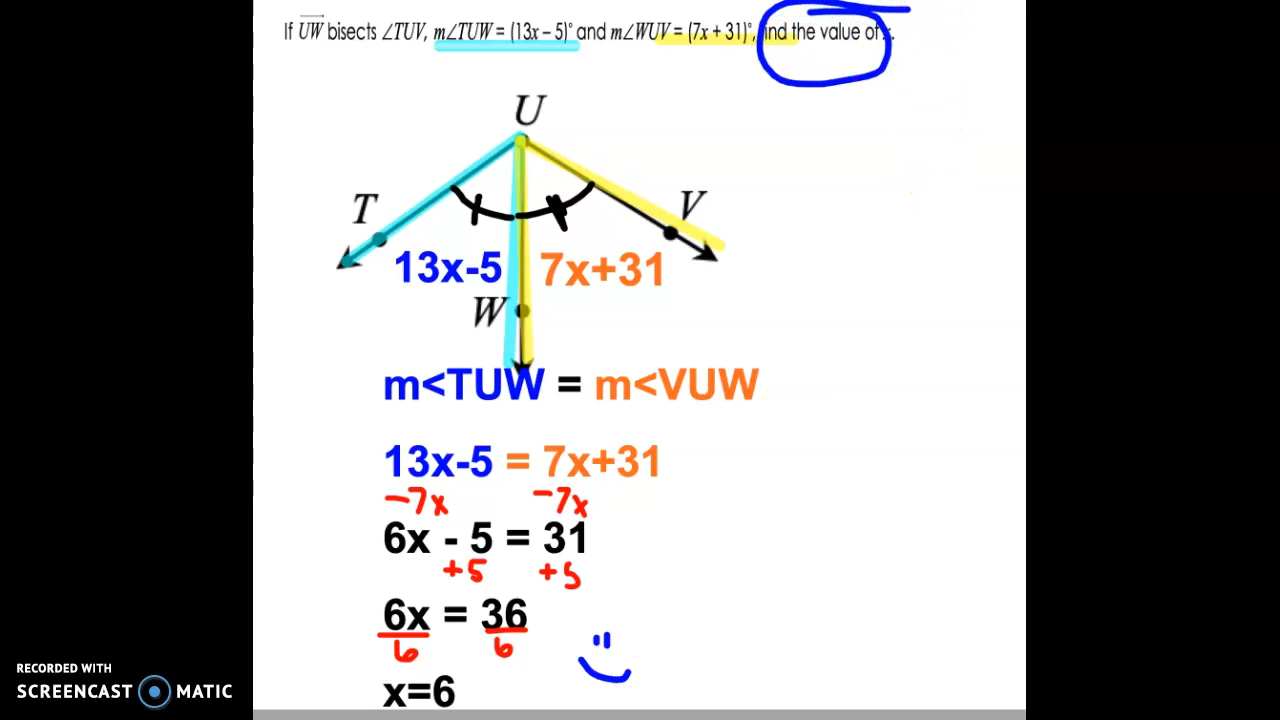 If UW bisects ∠TUV, m∠TUW = (13x – 5)° and m∠WUV = (7x + 31)°, find the value of x.
U
T
V
13x-5 7x+31
W
m<TUW = m<VUW
13x-5 = 7x+31
-7x -7x
6x - 5 = 31
+5 +5
6x = 36
6 6
x=6
RECORDED WITH
SCREENCAST MATIC